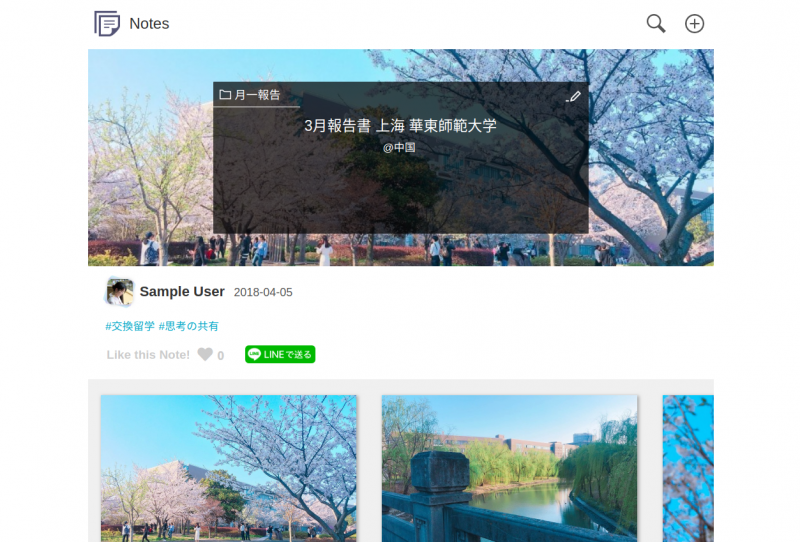 Notes
月一報告
3月報告書 上海 華東師範大学
@中国
Sample User 2018-04-05
#交換留学 #思考の共有
Like this Note! 0
LINE LINEで送る